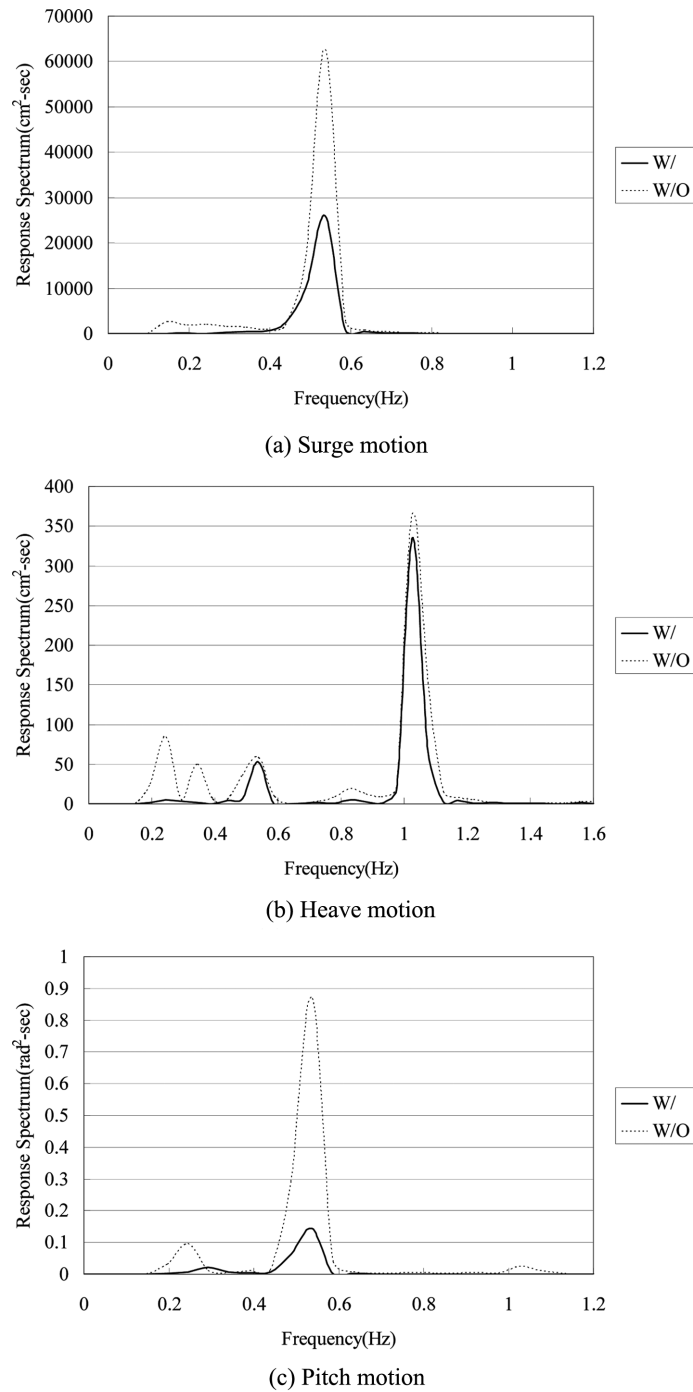 70000
60000
50000
40000
30000
20000
10000
0
Response Spectrum(cm²-sec)
0 0.2 0.4 0.6 0.8 1 1.2
Frequency(Hz)
W/
W/O
(a) Surge motion
400
350
300
250
200
150
100
50
0
Response Spectrum(cm²-sec)
0 0.2 0.4 0.6 0.8 1 1.2 1.4 1.6
Frequency(Hz)
W/
W/O
(b) Heave motion
1
0.9
0.8
0.7
0.6
0.5
0.4
0.3
0.2
0.1
0
Response Spectrum(rad²-sec)
0 0.2 0.4 0.6 0.8 1 1.2
Frequency(Hz)
W/
W/O
(c) Pitch motion